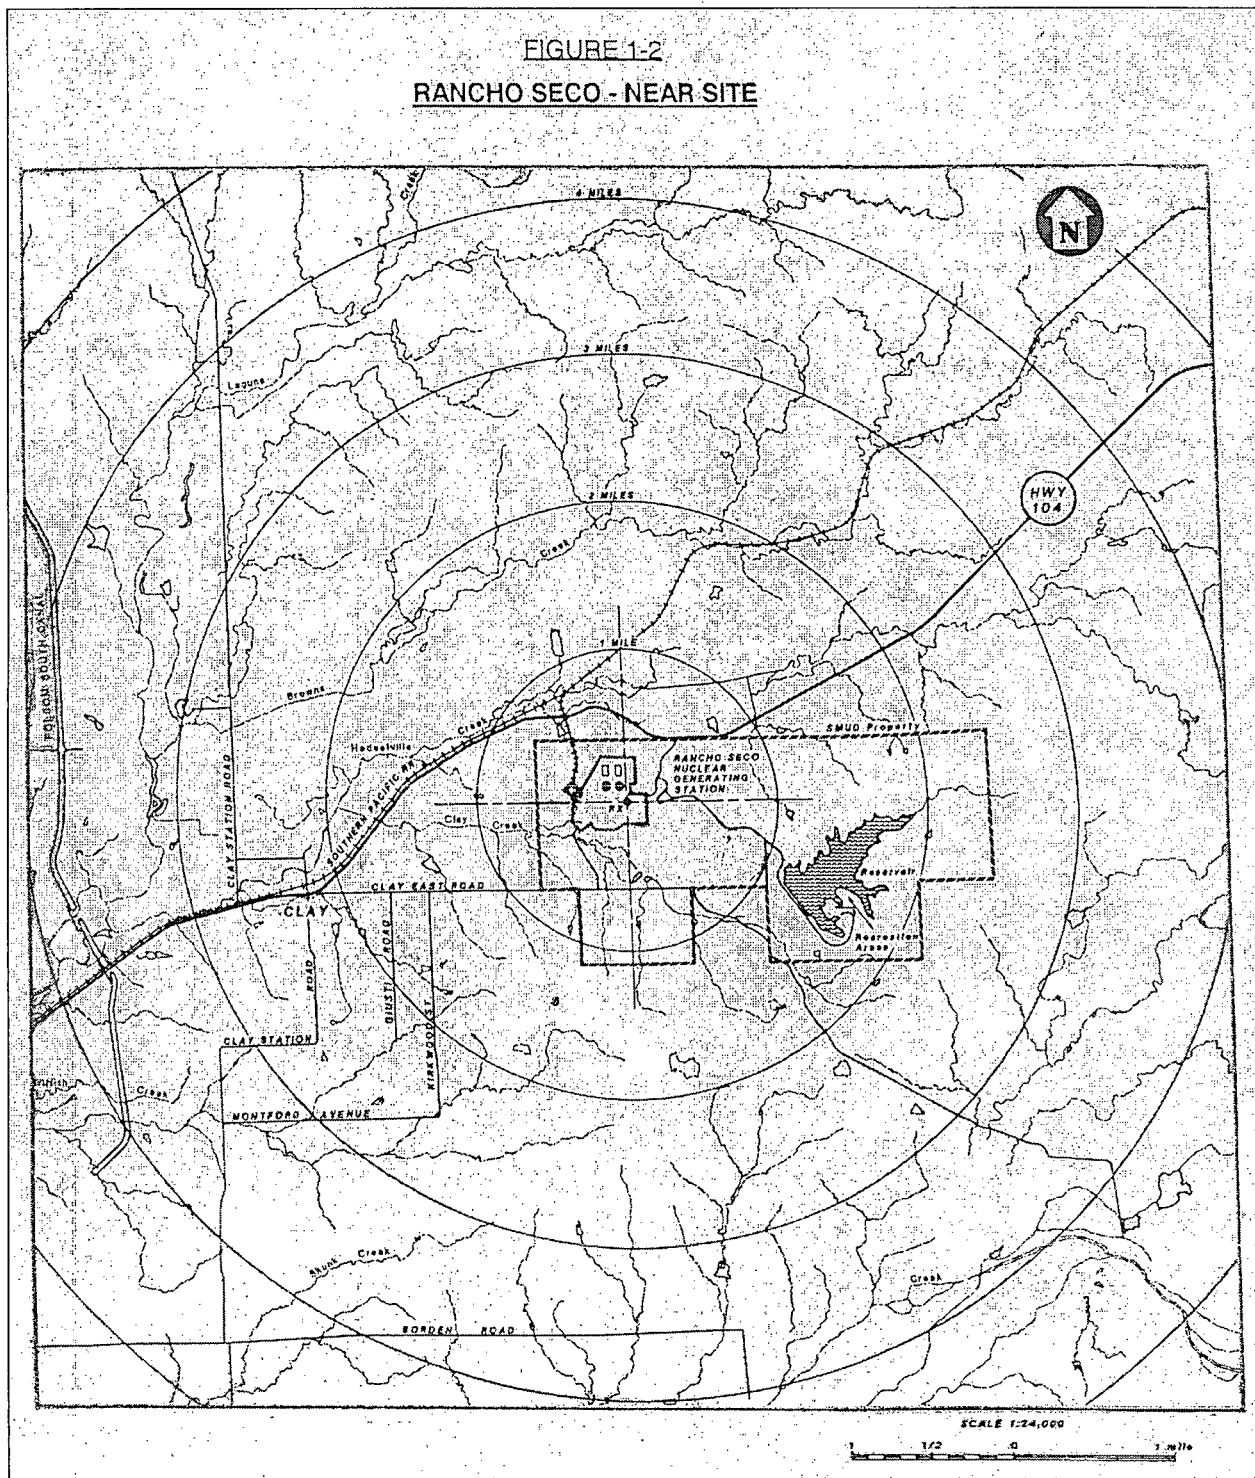 FIGURE 1-2
RANCHO SECO - NEAR SITE
4 MILES
Creek
N
3 MILES
Laguna
2 MILES
HWY
104
Creek
FOLSOM SOUTH CANAL
1 MILE
Browns
Creek
Hadselville
SMUD Property
RANCHO SECO
NUCLEAR
GENERATING
STATION
RX
CLAY STATION ROAD
SOUTHERN PACIFIC RR
Clay Creek
Reservoir
CLAY EAST ROAD
CLAY
Recreation
Areas
ROAD
GIUSTI ROAD
KIRKWOOD ST
CLAY STATION
Creek
MONTFORD AVENUE
Skunk Creek
Creek
BORDEN ROAD
SCALE 1:24,000
1 1/2 0 1 mile